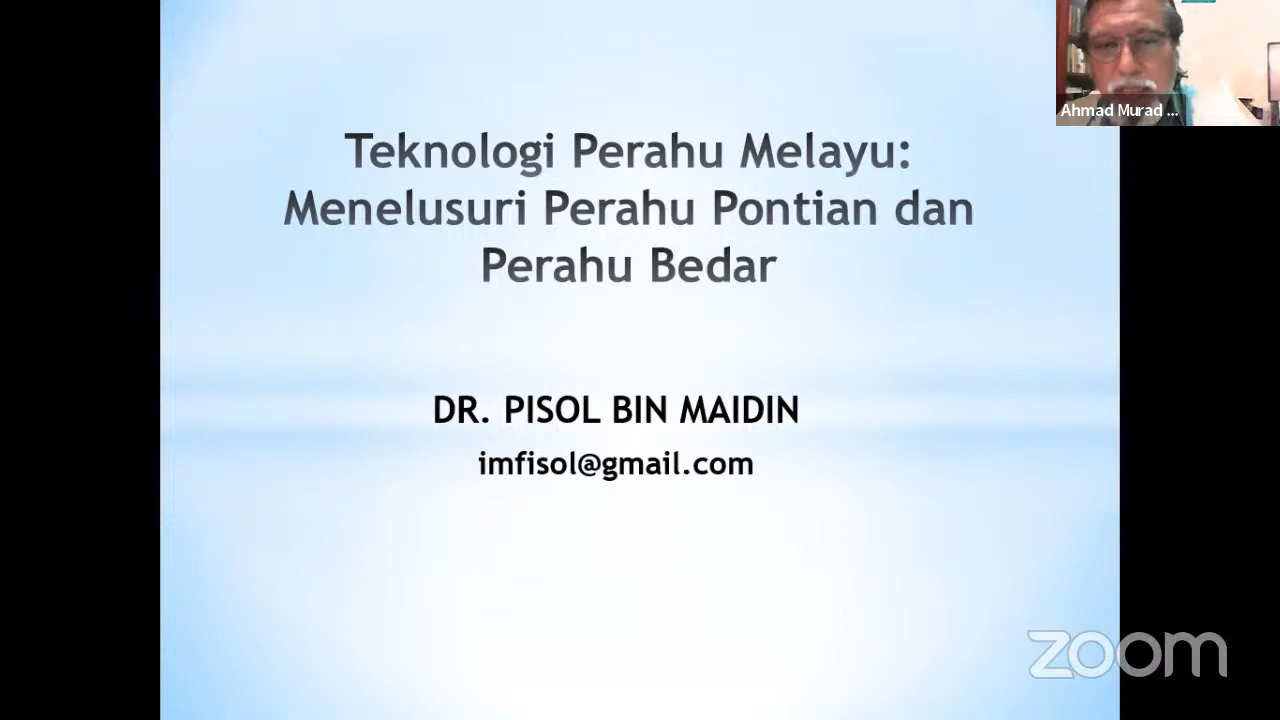 Teknologi Perahu Melayu:
Menelusuri Perahu Pontian dan
Perahu Bedar
DR. PISOL BIN MAIDIN
imfisol@gmail.com
Ahmad Murad ...
zoom